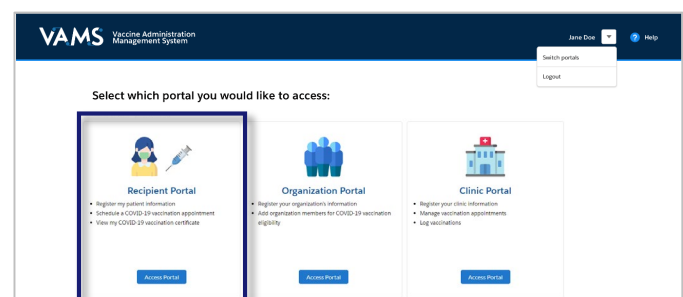 VAMS
Vaccine Administration
Management System
Jane Doe
? Help
Switch portals
Logout
Select which portal you would like to access:
Recipient Portal
• Register my patient information
• Schedule a COVID-19 vaccination appointment
• View my COVID-19 vaccination certificate
Access Portal
Organization Portal
• Register your organization's information
• Add organization members for COVID-19 vaccination
eligibility
Access Portal
Clinic Portal
• Register your clinic information
• Manage vaccination appointments
• Log vaccinations
Access Portal